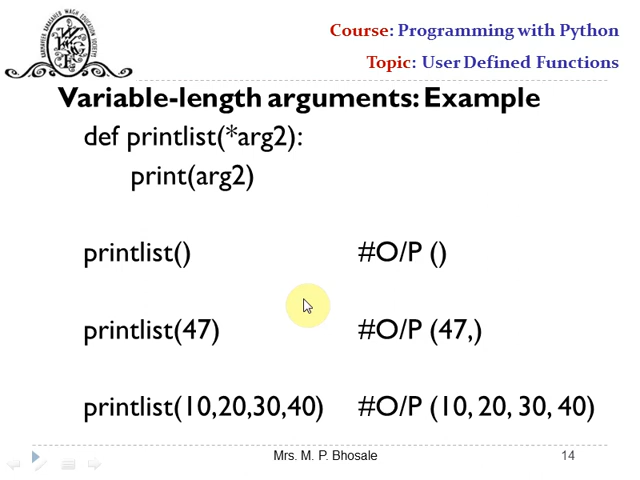 Course: Programming with Python
Topic: User Defined Functions
Variable-length arguments: Example
def printlist(*arg2):
print(arg2)
printlist() #O/P ()
printlist(47) #O/P (47,)
printlist(10,20,30,40) #O/P (10, 20, 30, 40)
Mrs. M. P. Bhosale 14